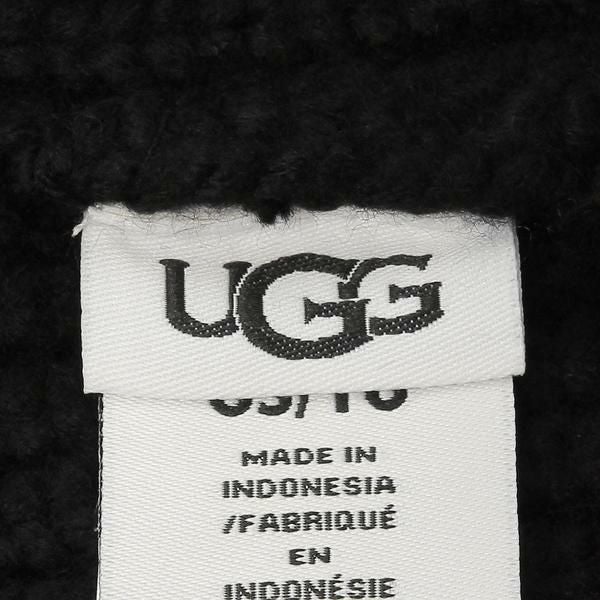 UGG
MADE IN
INDONESIA
/FABRIQUÉ
EN
INDONÉSIE